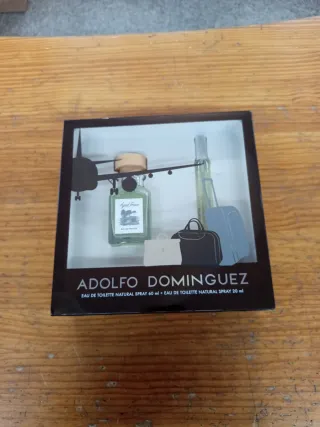 ADOLFO DOMINGUEZ
EAU DE TOILETTE NATURAL SPRAY 60 ml • EAU DE TOILETTE NATURAL SPRAY 20 ml